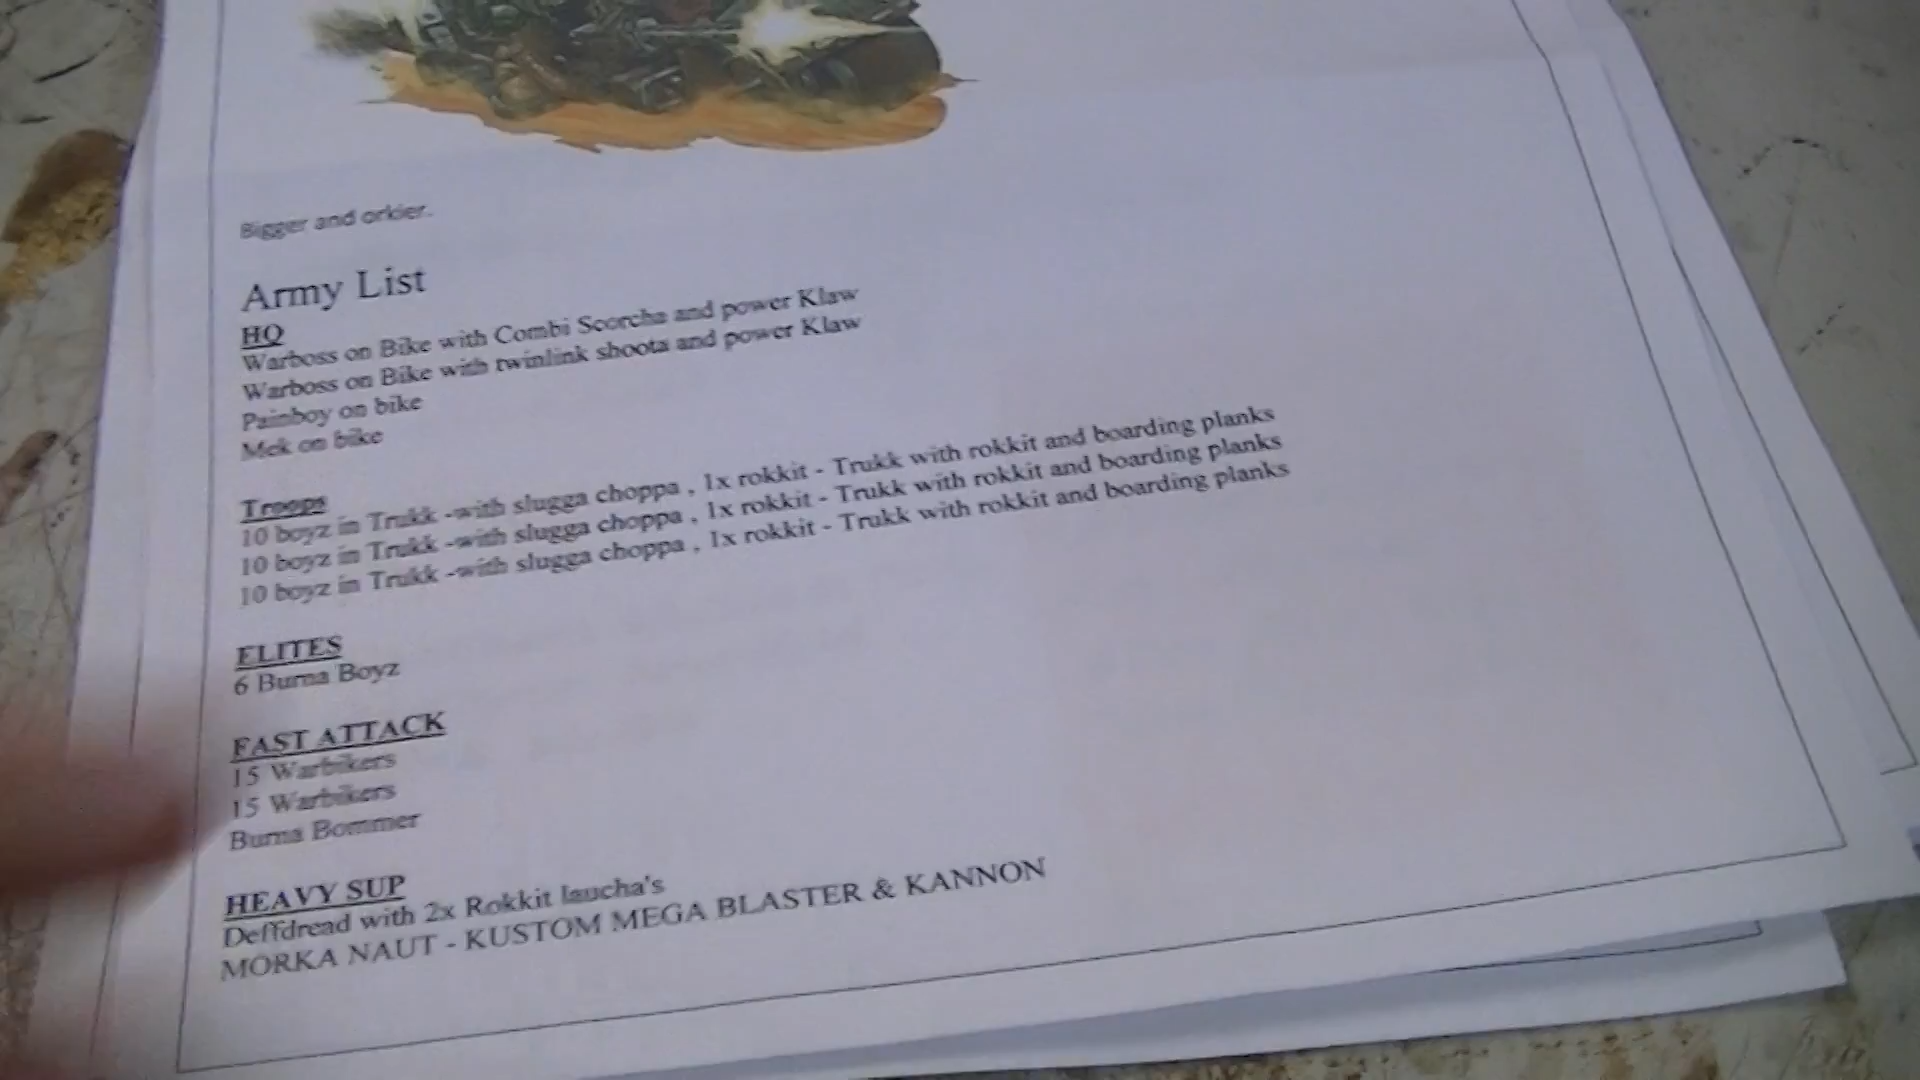 Bigger and orkier.
Army List
HQ
Warboss on Bike with Combi Scorcha and power Klaw
Warboss on Bike with twinlink shoota and power Klaw
Painboy on bike
Mek on bike
Troops
10 boyz in Trukk -with slugga choppa , 1x rokkit - Trukk with rokkit and boarding planks
10 boyz in Trukk -with slugga choppa , 1x rokkit - Trukk with rokkit and boarding planks
10 boyz in Trukk -with slugga choppa , 1x rokkit - Trukk with rokkit and boarding planks
ELITES
6 Burna Boyz
FAST ATTACK
15 Warbikers
15 Warbikers
Burna Bommer
HEAVY SUP
Deffdread with 2x Rokkit laucha's
MORKA NAUT - KUSTOM MEGA BLASTER & KANNON